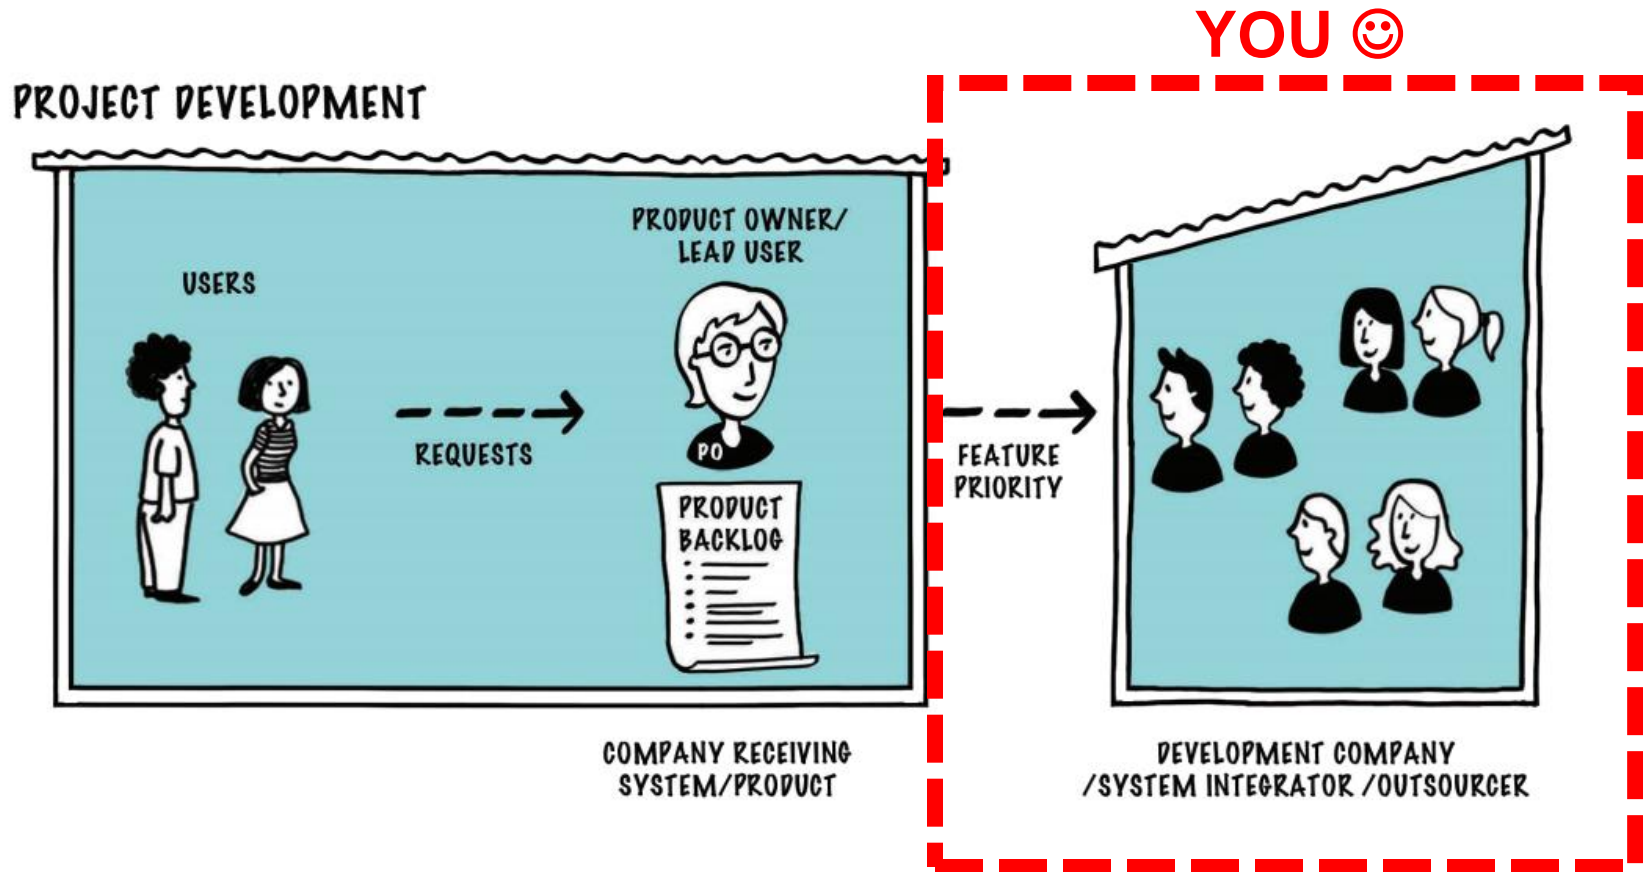 YOU ☺
PROJECT DEVELOPMENT
USERS
REQUESTS
PRODUCT OWNER/
LEAD USER
PO
PRODUCT
BACKLOG
FEATURE
PRIORITY
COMPANY RECEIVING
SYSTEM/PRODUCT
DEVELOPMENT COMPANY
/SYSTEM INTEGRATOR /OUTSOURCER